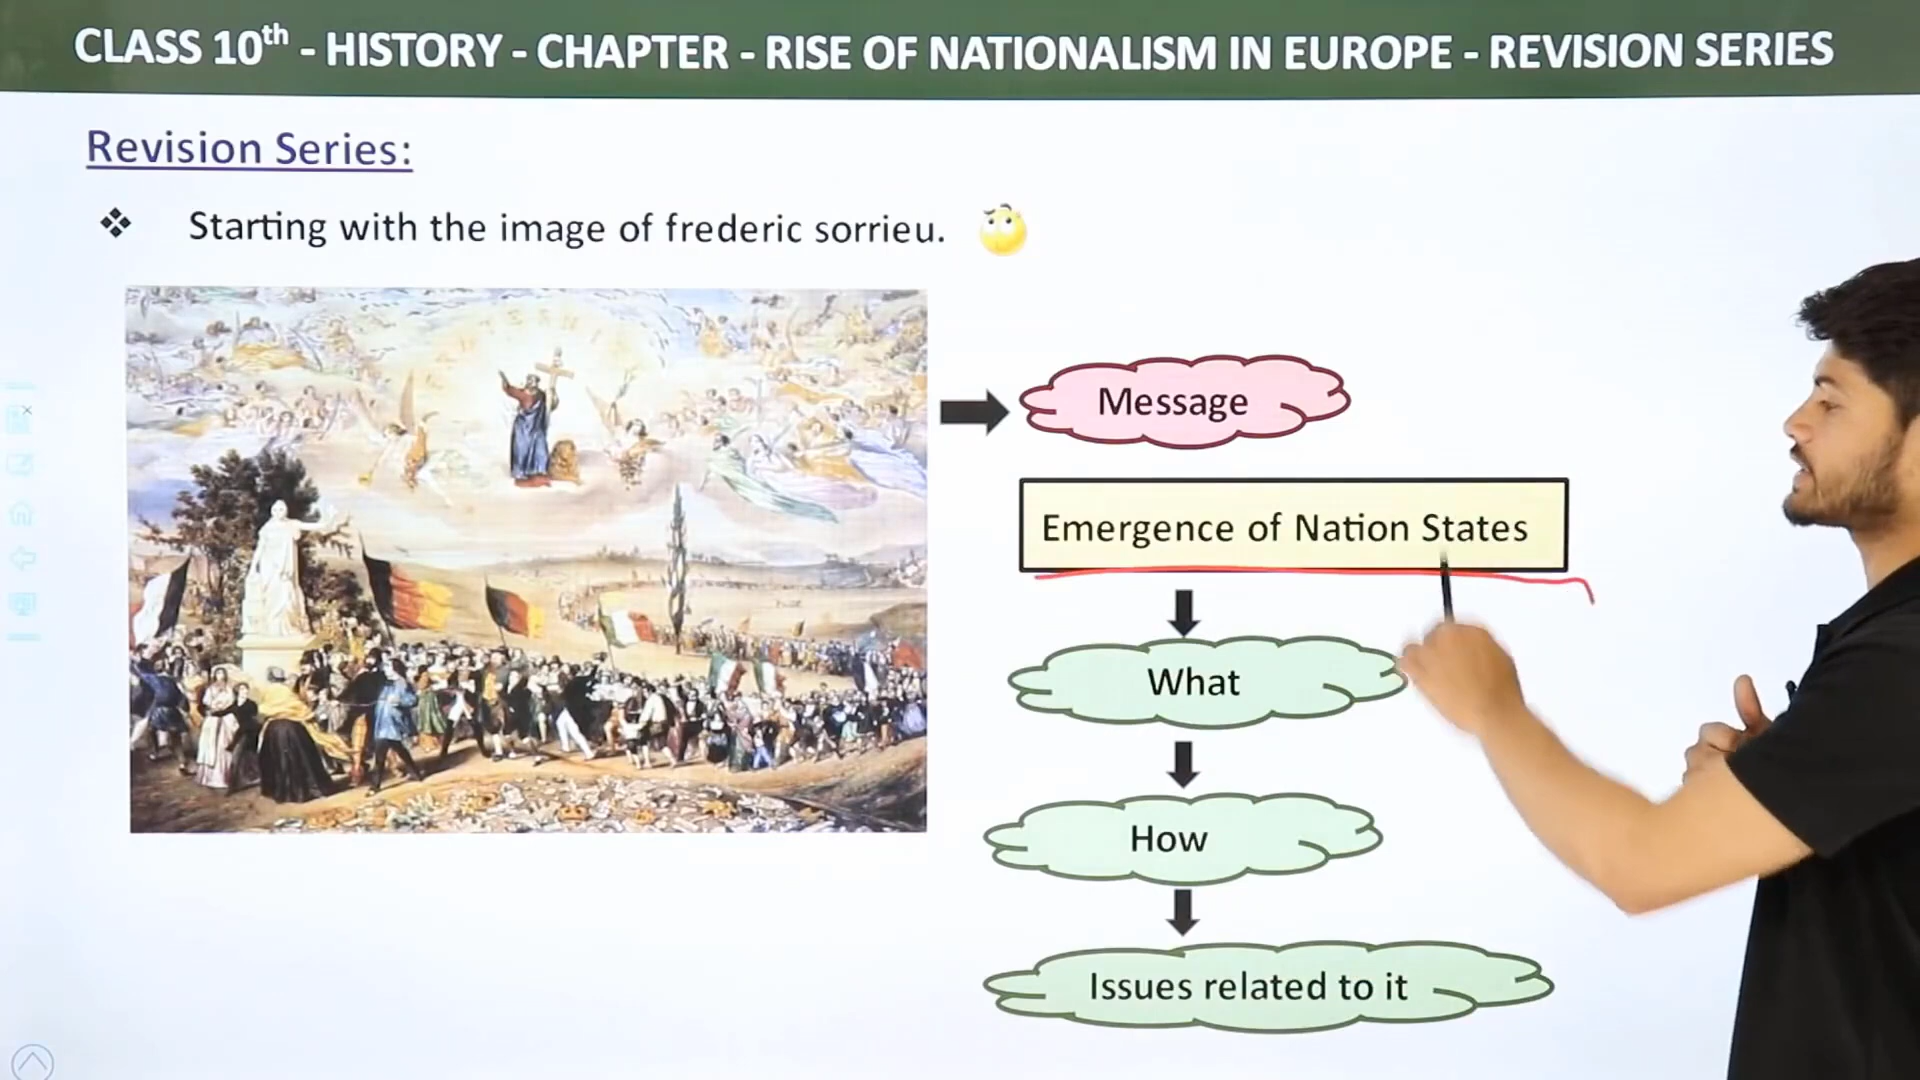 CLASS 10th - HISTORY - CHAPTER - RISE OF NATIONALISM IN EUROPE - REVISION SERIES
Revision Series:
Starting with the image of frederic sorrieu.
Message
Emergence of Nation States
What
How
Issues related to it